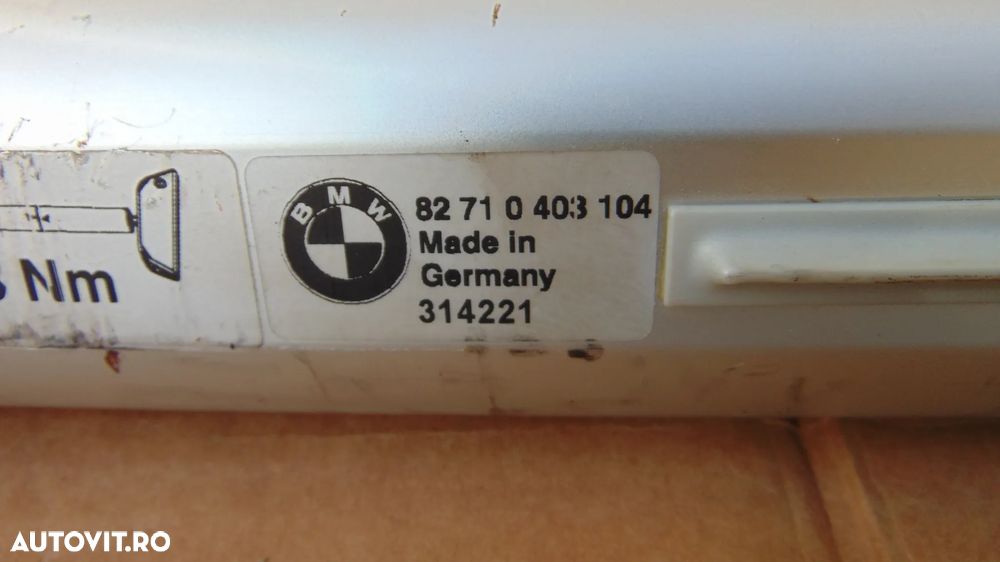 BMW
82 71 0 403 104
Made in
Germany
314221
Nm
AUTOVIT.RO